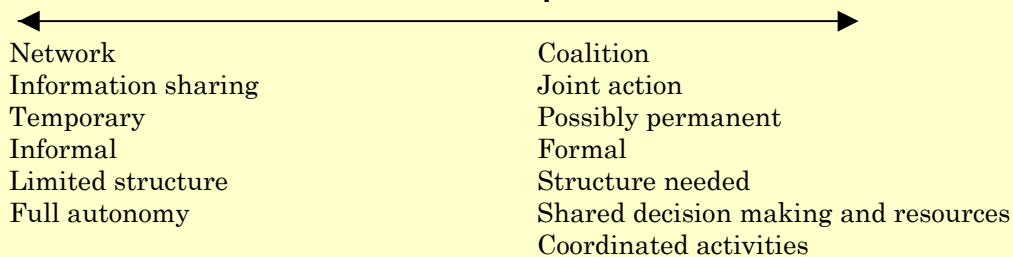 Network Coalition
Information sharing Joint action
Temporary Possibly permanent
Informal Formal
Limited structure Structure needed
Full autonomy Shared decision making and resources
Coordinated activities